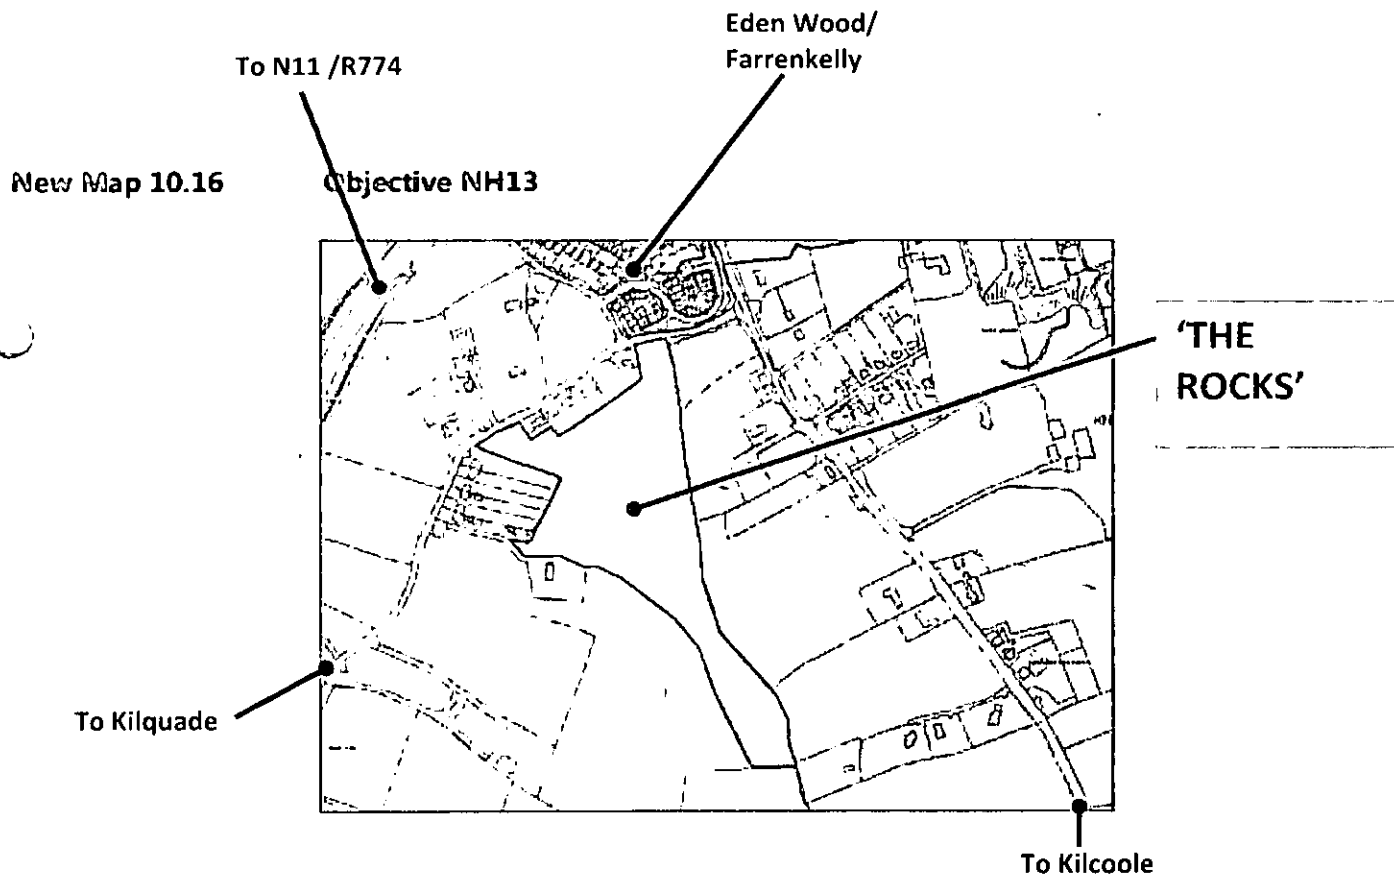 Eden Wood/
Farrenkelly
To N11 /R774
New Map 10.16 Objective NH13
'THE
ROCKS'
To Kilquade
To Kilcoole